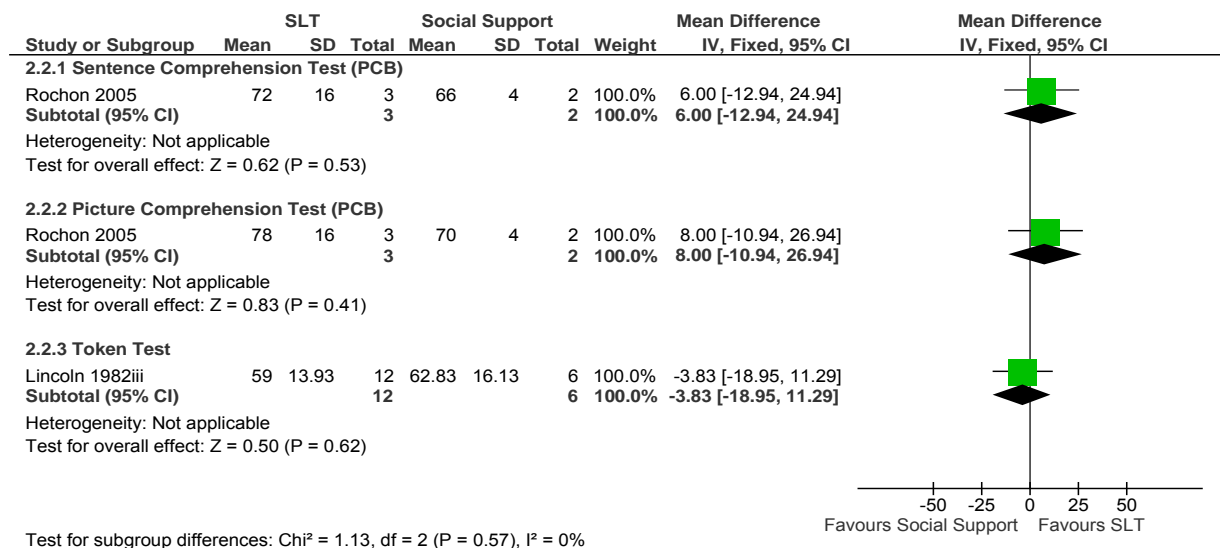 SLT Social Support Mean Difference Mean Difference
Study or Subgroup Mean SD Total Mean SD Total Weight IV, Fixed, 95% CI IV, Fixed, 95% CI
2.2.1 Sentence Comprehension Test (PCB)
Rochon 2005 72 16 3 66 4 2 100.0% 6.00 [-12.94, 24.94]
Subtotal (95% CI) 3 2 100.0% 6.00 [-12.94, 24.94]
Heterogeneity: Not applicable
Test for overall effect: Z = 0.62 (P = 0.53)
2.2.2 Picture Comprehension Test (PCB)
Rochon 2005 78 16 3 70 4 2 100.0% 8.00 [-10.94, 26.94]
Subtotal (95% CI) 3 2 100.0% 8.00 [-10.94, 26.94]
Heterogeneity: Not applicable
Test for overall effect: Z = 0.83 (P = 0.41)
2.2.3 Token Test
Lincoln 1982iii 59 13.93 12 62.83 16.13 6 100.0% -3.83 [-18.95, 11.29]
Subtotal (95% CI) 12 6 100.0% -3.83 [-18.95, 11.29]
Heterogeneity: Not applicable
Test for overall effect: Z = 0.50 (P = 0.62)
-50 -25 0 25 50
Favours Social Support Favours SLT
Test for subgroup differences: Chi² = 1.13, df = 2 (P = 0.57), I² = 0%